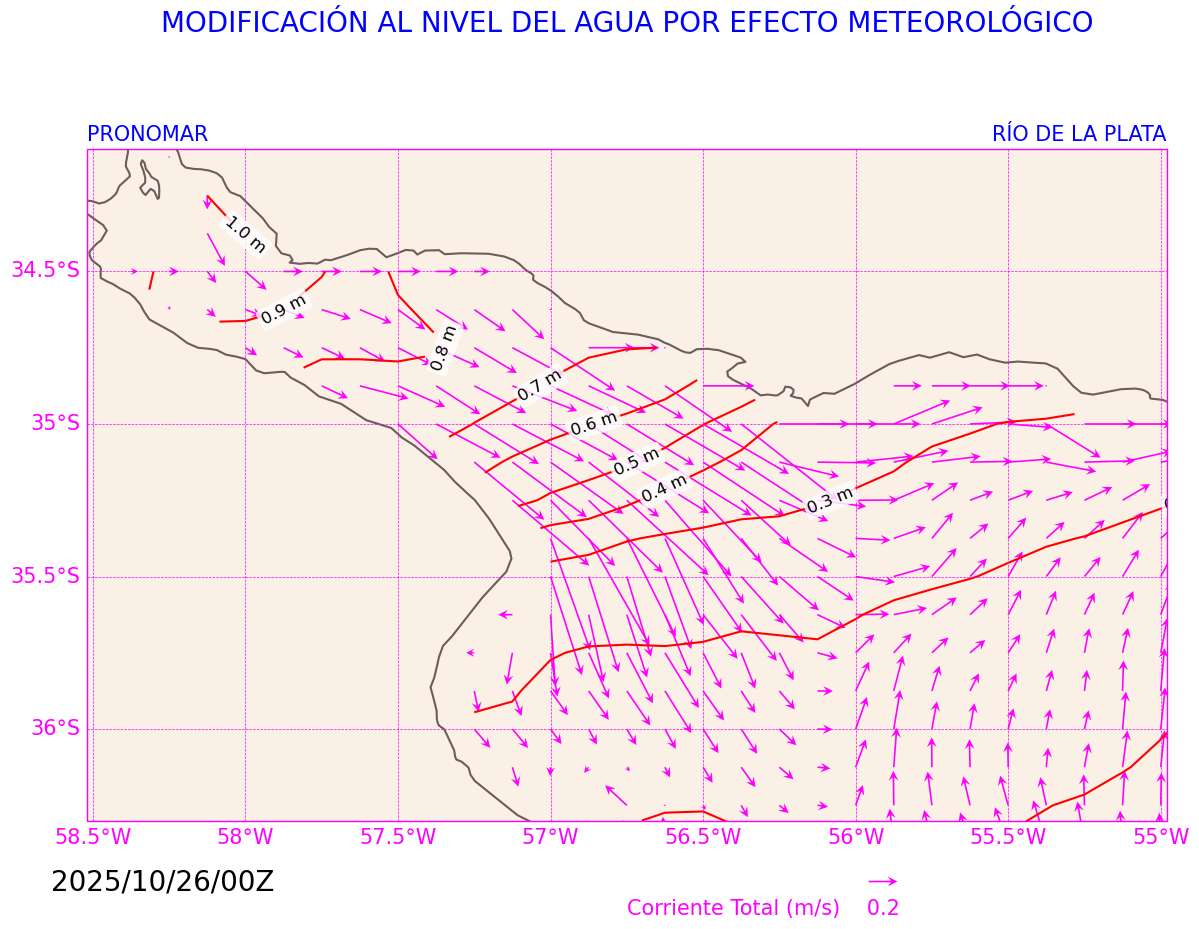 MODIFICACIÓN AL NIVEL DEL AGUA POR EFECTO METEOROLÓGICO
PRONOMAR RÍO DE LA PLATA
1.0 m
34.5°S
0.9 m
0.8 m
0.7 m
0.6 m
35°S
0.5 m
0.4 m
0.3 m
35.5°S
36°S
58.5°W 58°W 57.5°W 57°W 56.5°W 56°W 55.5°W 55°W
2025/10/26/00Z
Corriente Total (m/s) 0.2